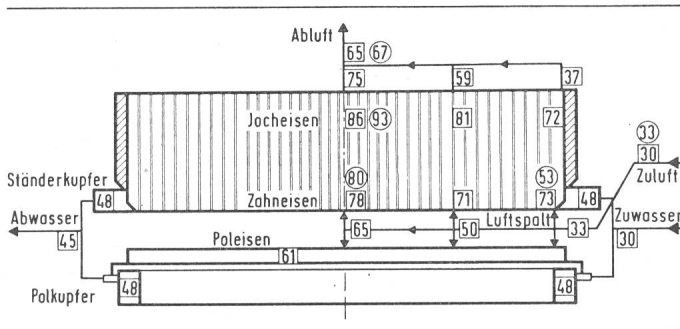 Abluft
65 67
75 59 37
Jocheisen 86 93 81 72
33
30
Zuluft
Ständerkupfer 48
Zahneisen 80 78 71 53 73
48
Abwasser
45
Luftspalt
65 50 33
Zuwasser
30
Poleisen
61
Polkupfer 48 48